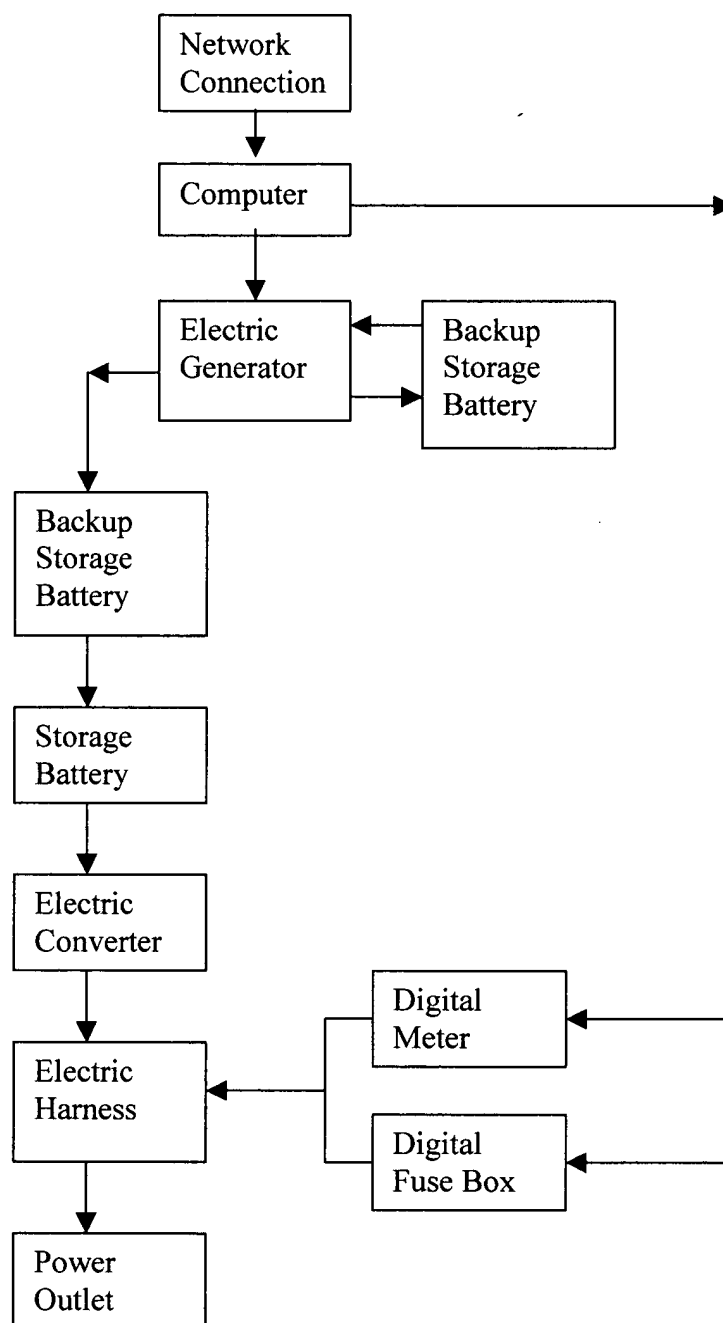 Network
Connection
Computer
Electric
Generator
Backup
Storage
Battery
Backup
Storage
Battery
Storage
Battery
Electric
Converter
Digital
Meter
Electric
Harness
Digital
Fuse Box
Power
Outlet